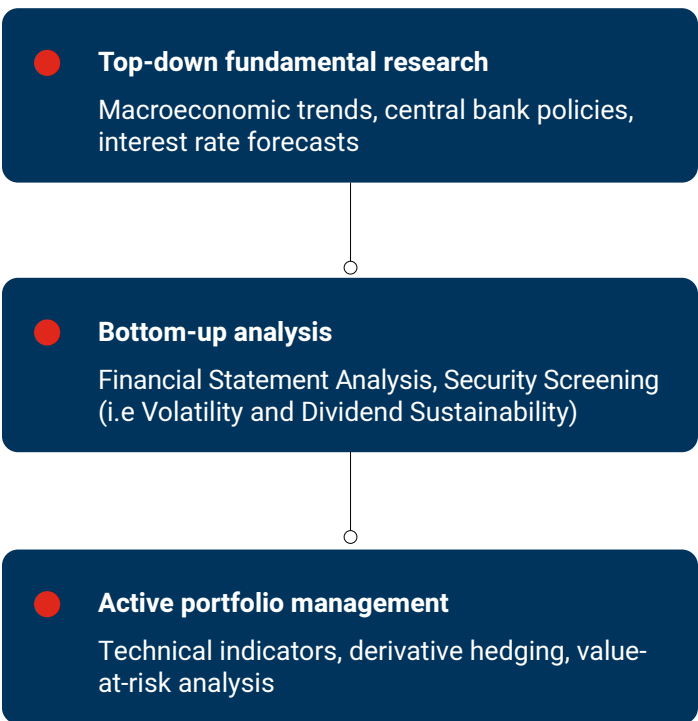 Top-down fundamental research
Macroeconomic trends, central bank policies,
interest rate forecasts
Bottom-up analysis
Financial Statement Analysis, Security Screening
(i.e Volatility and Dividend Sustainability)
Active portfolio management
Technical indicators, derivative hedging, value-
at-risk analysis